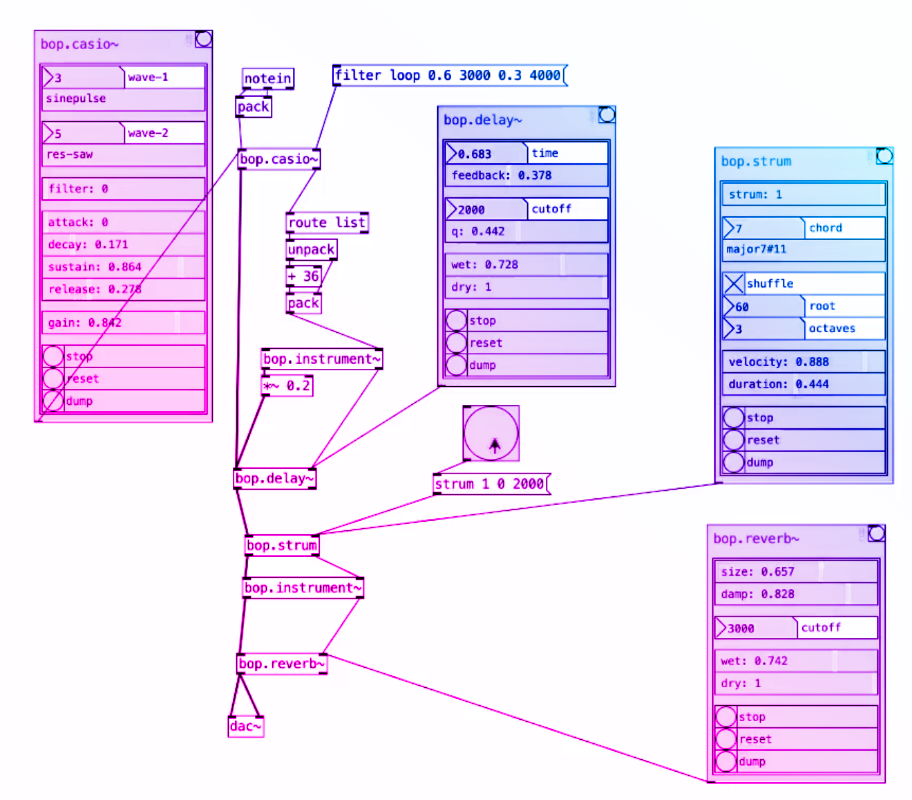 bop.casio~
3 wave-1
sinepulse
5 wave-2
res-saw
filter: 0
attack: 0
decay: 0.171
sustain: 0.864
release: 0.278
gain: 0.842
stop
reset
dump
notein
pack
filter loop 0.6 3000 0.3 4000
bop.casio~
route list
unpack
+ 36
pack
bop.instrument~
*~ 0.2
bop.delay~
strum 1 0 2000
bop.strum
bop.instrument~
bop.reverb~
dac~
bop.delay~
0.683 time
feedback: 0.378
2000 cutoff
q: 0.442
wet: 0.728
dry: 1
stop
reset
dump
bop.strum
strum: 1
7 chord
major7#11
shuffle
60 root
3 octaves
velocity: 0.888
duration: 0.444
stop
reset
dump
bop.reverb~
size: 0.657
damp: 0.828
3000 cutoff
wet: 0.742
dry: 1
stop
reset
dump